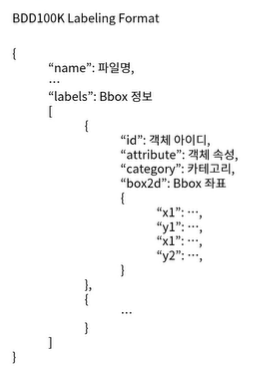 BDD100K Labeling Format
{
“name”: 파일명,
…
“labels”: Bbox 정보
[
{
“id”: 객체 아이디,
“attribute”: 객체 속성,
“category”: 카테고리,
“box2d”: Bbox 좌표
{
“x1”: …,
“y1”: …,
“x1”: …,
“y2”: …,
}
},
{
…
}
]
}